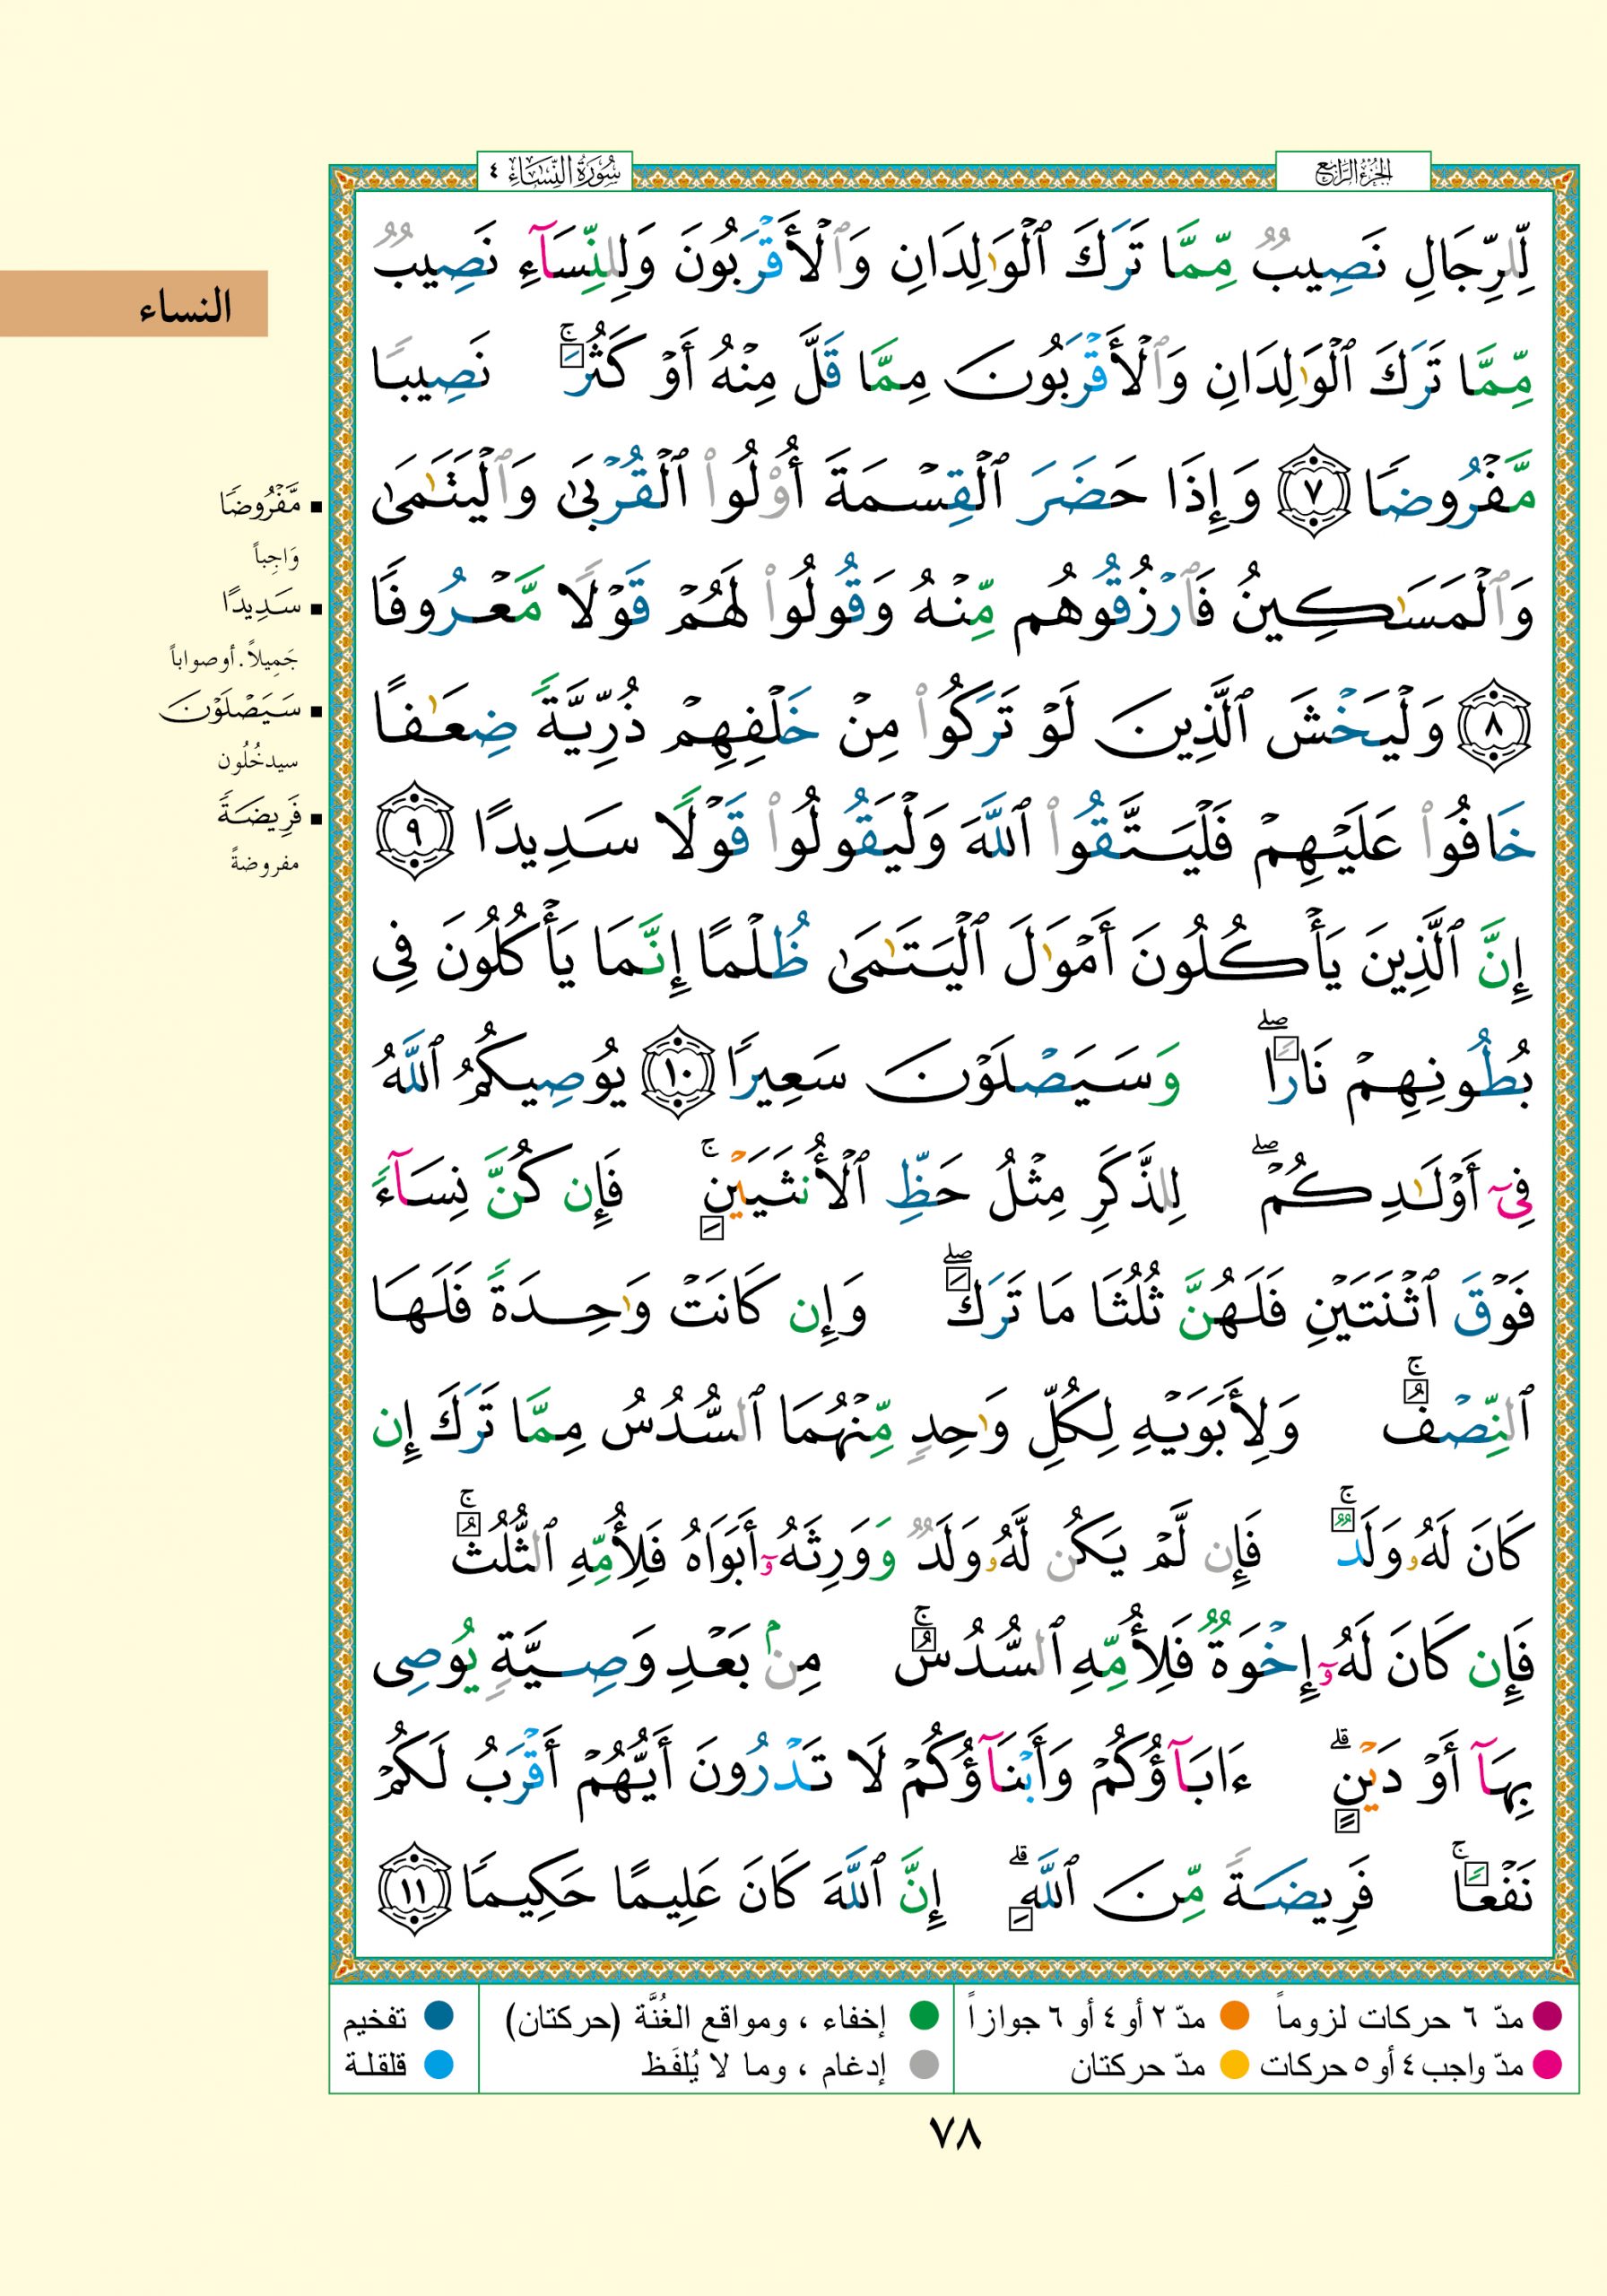 الجزء الرابع
سورة النساء ٤
لِّلرِّجَالِ نَصِيبٌ مِّمَّا تَرَكَ ٱلْوَٰلِدَانِ وَٱلْأَقْرَبُونَ وَلِلنِّسَآءِ نَصِيبٌ
مِّمَّا تَرَكَ ٱلْوَٰلِدَانِ وَٱلْأَقْرَبُونَ مِمَّا قَلَّ مِنْهُ أَوْ كَثُرَ ۚ نَصِيبًا
مَّفْرُوضًا ٧ وَإِذَا حَضَرَ ٱلْقِسْمَةَ أُو۟لُوا۟ ٱلْقُرْبَىٰ وَٱلْيَتَٰمَىٰ
وَٱلْمَسَٰكِينُ فَٱرْزُقُوهُم مِّنْهُ وَقُولُوا۟ لَهُمْ قَوْلًا مَّعْرُوفًا
٨ وَلْيَخْشَ ٱلَّذِينَ لَوْ تَرَكُوا۟ مِنْ خَلْفِهِمْ ذُرِّيَّةً ضِعَٰفًا
خَافُوا۟ عَلَيْهِمْ فَلْيَتَّقُوا۟ ٱللَّهَ وَلْيَقُولُوا۟ قَوْلًا سَدِيدًا ٩
إِنَّ ٱلَّذِينَ يَأْكُلُونَ أَمْوَٰلَ ٱلْيَتَٰمَىٰ ظُلْمًا إِنَّمَا يَأْكُلُونَ فِى
بُطُونِهِمْ نَارًا ۖ وَسَيَصْلَوْنَ سَعِيرًا ١٠ يُوصِيكُمُ ٱللَّهُ
فِىٓ أَوْلَٰدِكُمْ ۖ لِلذَّكَرِ مِثْلُ حَظِّ ٱلْأُنثَيَيْنِ ۚ فَإِن كُنَّ نِسَآءً
فَوْقَ ٱثْنَتَيْنِ فَلَهُنَّ ثُلُثَا مَا تَرَكَ ۖ وَإِن كَانَتْ وَٰحِدَةً فَلَهَا
ٱلنِّصْفُ ۚ وَلِأَبَوَيْهِ لِكُلِّ وَٰحِدٍ مِّنْهُمَا ٱلسُّدُسُ مِمَّا تَرَكَ إِن
كَانَ لَهُۥ وَلَدٌ ۚ فَإِن لَّمْ يَكُن لَّهُۥ وَلَدٌ وَوَرِثَهُۥٓ أَبَوَاهُ فَلِأُمِّهِ ٱلثُّلُثُ ۚ
فَإِن كَانَ لَهُۥٓ إِخْوَةٌ فَلِأُمِّهِ ٱلسُّدُسُ ۚ مِنۢ بَعْدِ وَصِيَّةٍ يُوصِى
بِهَآ أَوْ دَيْنٍ ۗ ءَابَآؤُكُمْ وَأَبْنَآؤُكُمْ لَا تَدْرُونَ أَيُّهُمْ أَقْرَبُ لَكُمْ
نَفْعًا ۚ فَرِيضَةً مِّنَ ٱللَّهِ ۗ إِنَّ ٱللَّهَ كَانَ عَلِيمًا حَكِيمًا ١١
النساء
مَّفْرُوضًا
وَاجِباً
سَدِيدًا
جَمِيلاً. أو صواباً
سَيَصْلَوْنَ
سيدخُلُون
فَرِيضَةً
مفروضةً
مدّ ٦ حركات لزوماً
مدّ ٢ أو ٤ أو ٦ جوازاً
إخفاء ، ومواقع الغُنَّة (حركتان)
تفخيم
مدّ واجب ٤ أو ٥ حركات
مدّ حركتان
إدغام ، وما لا يُلفَظ
قلقلة
٧٨